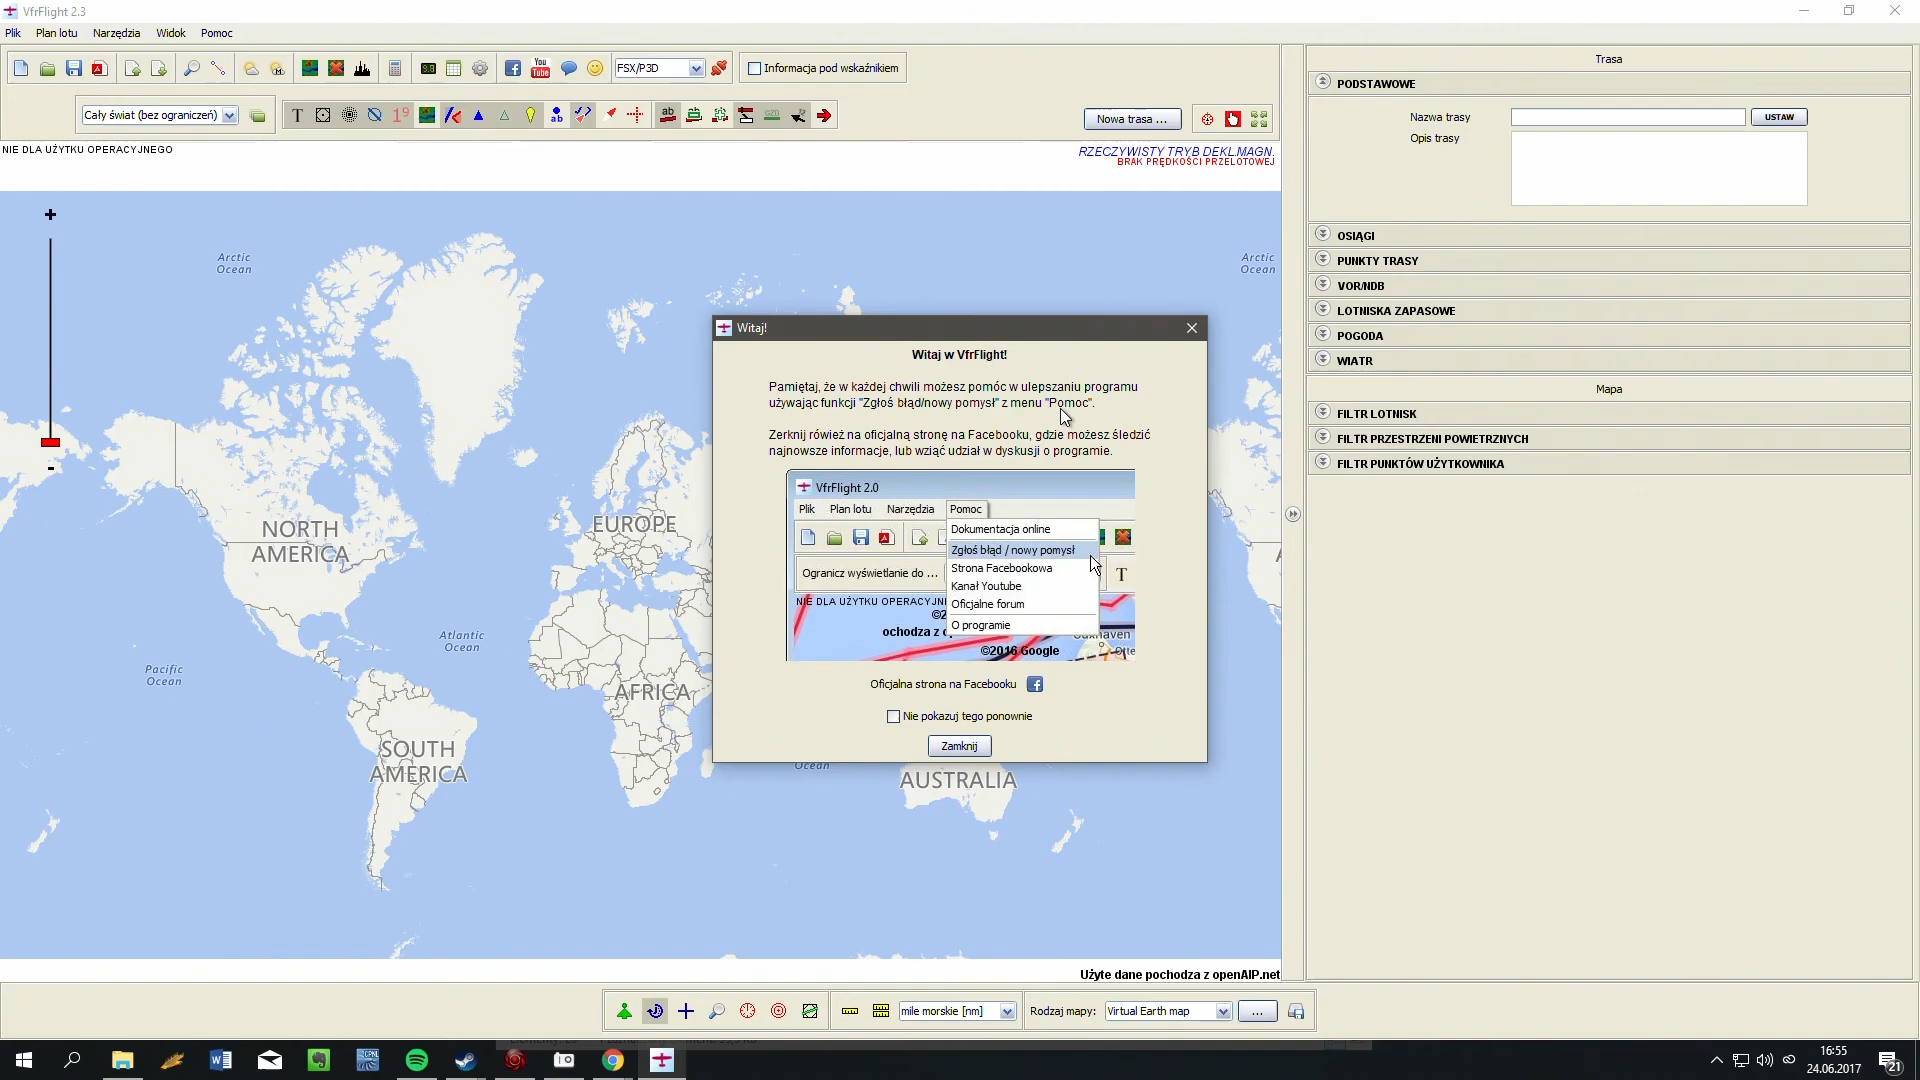 VfrFlight 2.3
Plik Plan lotu Narzędzia Widok Pomoc
FSX/P3D
Informacja pod wskaźnikiem
Cały świat (bez ograniczeń)
Nowa trasa ...
NIE DLA UŻYTKU OPERACYJNEGO
RZECZYWISTY TRYB DEKL.MAGN.
BRAK PRĘDKOŚCI PRZELOTOWEJ
Arctic
Ocean
Arctic
Ocean
NORTH
AMERICA
EUROPE
Atlantic
Ocean
Pacific
Ocean
AFRICA
SOUTH
AMERICA
Ocean
AUSTRALIA
Użyte dane pochodza z openAIP.net
Witaj!
Witaj w VfrFlight!
Pamiętaj, że w każdej chwili możesz pomóc w ulepszaniu programu
używając funkcji "Zgłoś błąd/nowy pomysł" z menu "Pomoc".
Zerknij rówież na oficjalną stronę na Facebooku, gdzie możesz śledzić
najnowsze informacje, lub wziąć udział w dyskusji o programie.
VfrFlight 2.0
Plik Plan lotu Narzędzia Pomoc
Dokumentacja online
Zgłoś błąd / nowy pomysł
Strona Facebookowa
Kanał Youtube
Oficjalne forum
O programie
Ogranicz wyświetlanie do ...
T
NIE DLA UŻYTKU OPERACYJN
ochodza z o
©2016 Google
Oficjalna strona na Facebooku
Nie pokazuj tego ponownie
Zamknij
Trasa
PODSTAWOWE
Nazwa trasy
USTAW
Opis trasy
OSIĄGI
PUNKTY TRASY
VOR/NDB
LOTNISKA ZAPASOWE
POGODA
WIATR
Mapa
FILTR LOTNISK
FILTR PRZESTRZENI POWIETRZNYCH
FILTR PUNKTÓW UŻYTKOWNIKA
mile morskie [nm]
Rodzaj mapy:
Virtual Earth map
...
16:55
24.06.2017
21